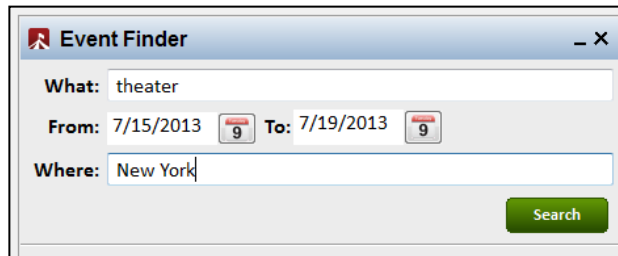 Event Finder
What: theater
From: 7/15/2013 9 To: 7/19/2013 9
Where: New York
Search